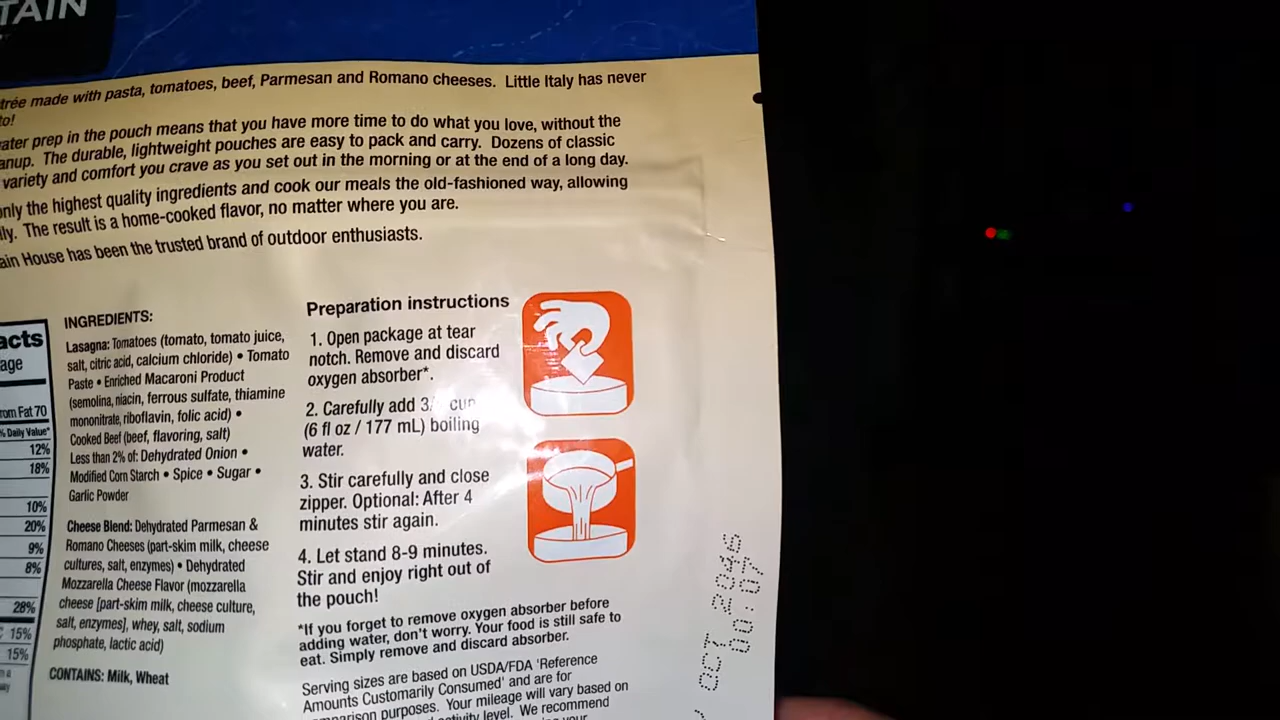 TAIN
trée made with pasta, tomatoes, beef, Parmesan and Romano cheeses. Little Italy has never
to!
ater prep in the pouch means that you have more time to do what you love, without the
anup. The durable, lightweight pouches are easy to pack and carry. Dozens of classic
variety and comfort you crave as you set out in the morning or at the end of a long day.
only the highest quality ingredients and cook our meals the old-fashioned way, allowing
lly. The result is a home-cooked flavor, no matter where you are.
ain House has been the trusted brand of outdoor enthusiasts.
acts
age
rom Fat 70
% Daily Value*
12%
18%
10%
20%
9%
8%
28%
15%
15%
INGREDIENTS:
Lasagna: Tomatoes (tomato, tomato juice,
salt, citric acid, calcium chloride) • Tomato
Paste • Enriched Macaroni Product
(semolina, niacin, ferrous sulfate, thiamine
mononitrate, riboflavin, folic acid) •
Cooked Beef (beef, flavoring, salt)
Less than 2% of: Dehydrated Onion •
Modified Corn Starch • Spice • Sugar •
Garlic Powder
Cheese Blend: Dehydrated Parmesan &
Romano Cheeses (part-skim milk, cheese
cultures, salt, enzymes) • Dehydrated
Mozzarella Cheese Flavor (mozzarella
cheese [part-skim milk, cheese culture,
salt, enzymes], whey, salt, sodium
phosphate, lactic acid)
CONTAINS: Milk, Wheat
Preparation instructions
1. Open package at tear
notch. Remove and discard
oxygen absorber*.
2. Carefully add 3/ cup
(6 fl oz / 177 mL) boiling
water.
3. Stir carefully and close
zipper. Optional: After 4
minutes stir again.
4. Let stand 8-9 minutes.
Stir and enjoy right out of
the pouch!
*If you forget to remove oxygen absorber before
adding water, don't worry. Your food is still safe to
eat. Simply remove and discard absorber.
Serving sizes are based on USDA/FDA 'Reference
Amounts Customarily Consumed' and are for
mparison purposes. Your mileage will vary based on
tivity level. We recommend
your
OCT 2046
00:07